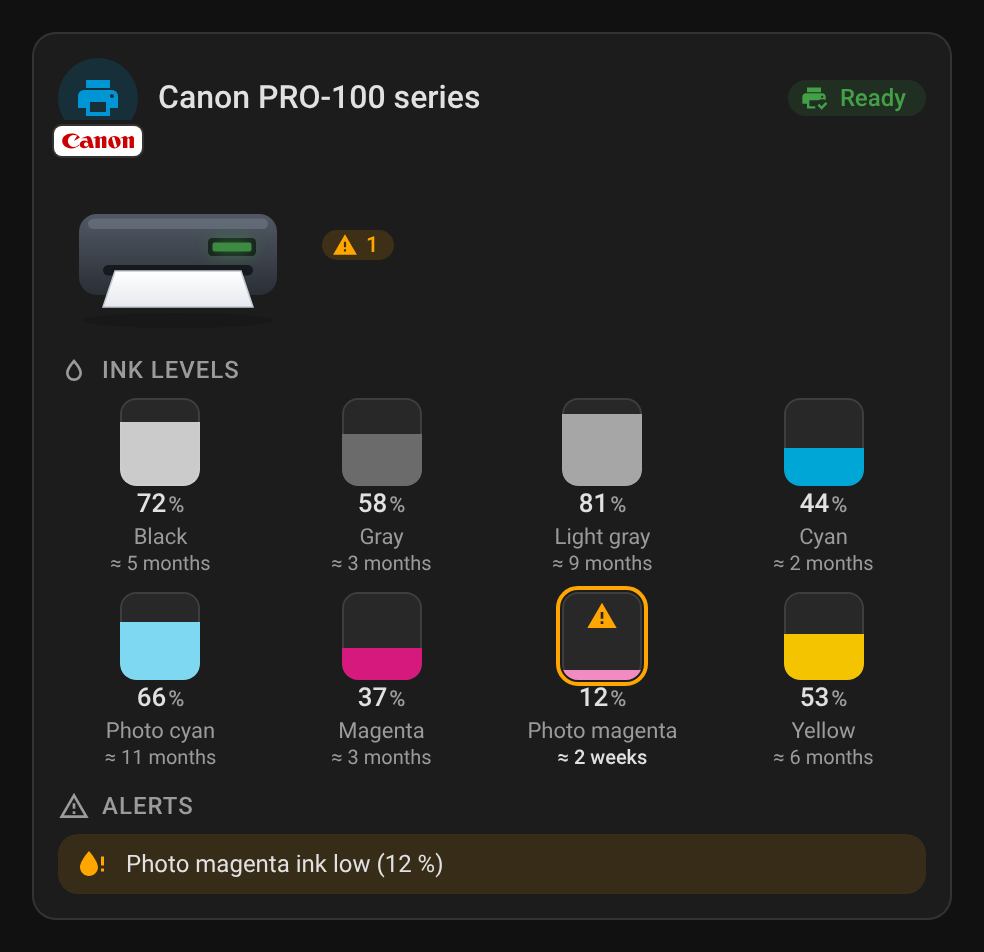 Canon PRO-100 series
Ready
Canon
1
INK LEVELS
72% 58% 81% 44%
Black Gray Light gray Cyan
≈ 5 months ≈ 3 months ≈ 9 months ≈ 2 months
66% 37% 12% 53%
Photo cyan Magenta Photo magenta Yellow
≈ 11 months ≈ 3 months ≈ 2 weeks ≈ 6 months
ALERTS
Photo magenta ink low (12 %)